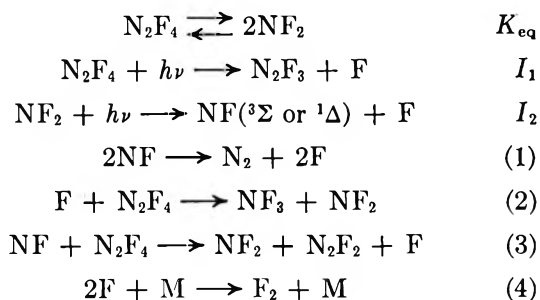 N₂F₄ ⇄ 2NF₂ K_eq
N₂F₄ + hν ⟶ N₂F₃ + F I₁
NF₂ + hν ⟶ NF(³Σ or ¹Δ) + F I₂
2NF ⟶ N₂ + 2F (1)
F + N₂F₄ ⟶ NF₃ + NF₂ (2)
NF + N₂F₄ ⟶ NF₂ + N₂F₂ + F (3)
2F + M ⟶ F₂ + M (4)